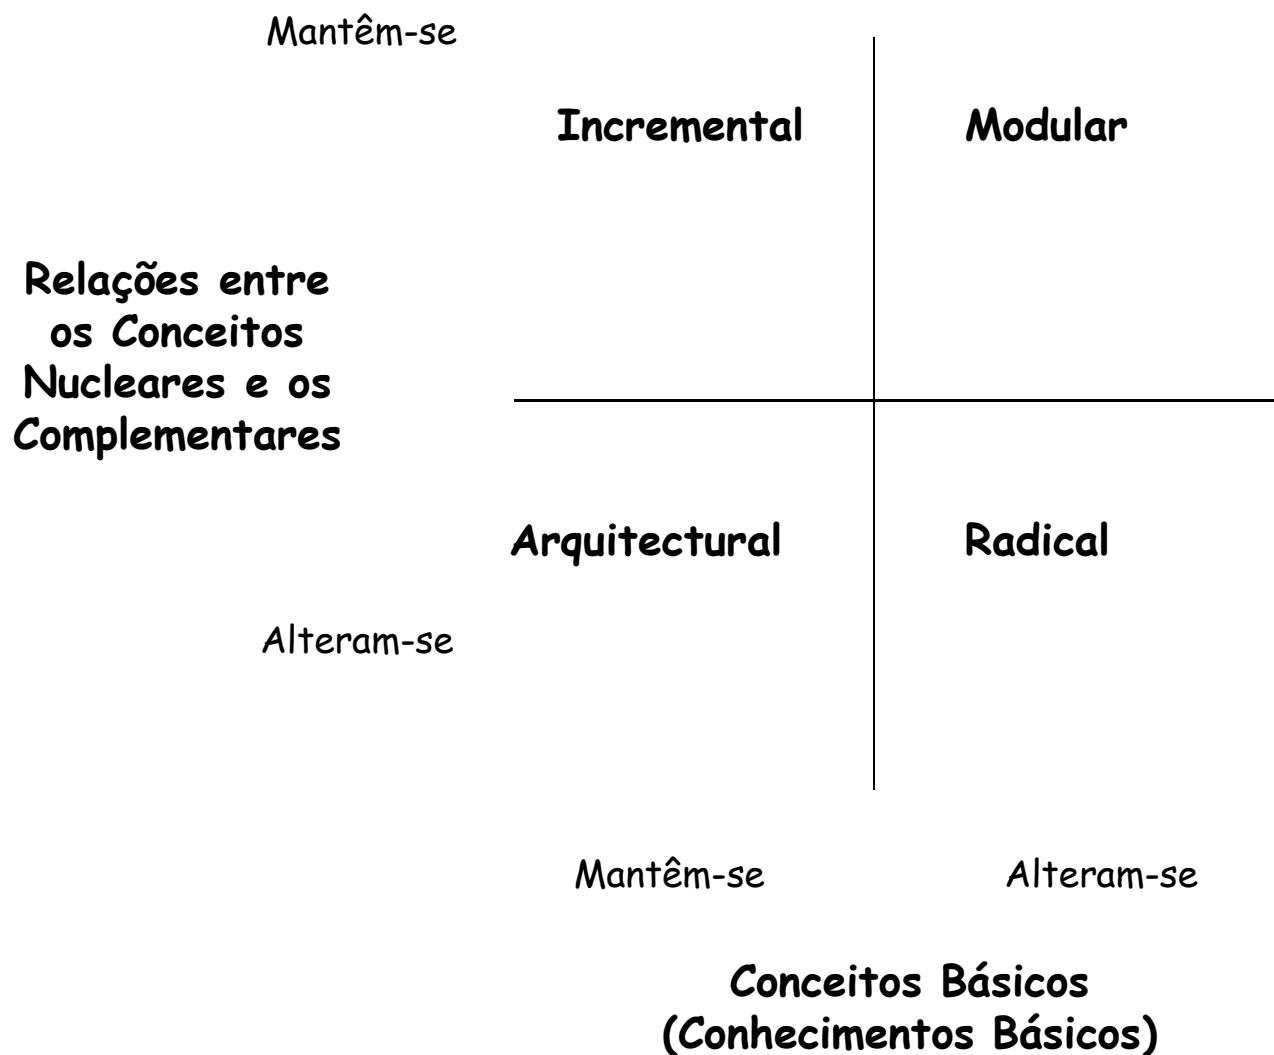 Mantêm-se
Incremental
Modular
Relações entre
os Conceitos
Nucleares e os
Complementares
Arquitectural
Radical
Alteram-se
Mantêm-se
Alteram-se
Conceitos Básicos
(Conhecimentos Básicos)